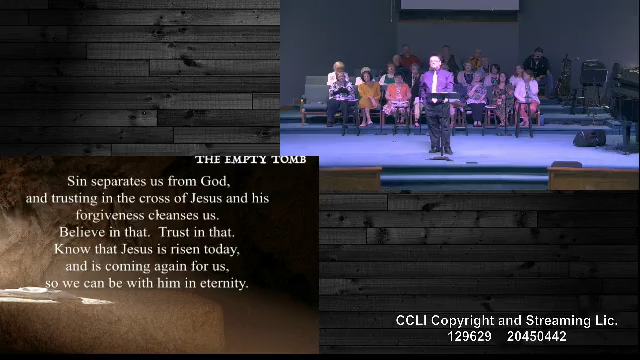 THE EMPTY TOMB
Sin separates us from God,
and trusting in the cross of Jesus and his
forgiveness cleanses us.
Believe in that.  Trust in that.
Know that Jesus is risen today,
and is coming again for us,
so we can be with him in eternity.
CCLI Copyright and Streaming Lic.
129629    20450442